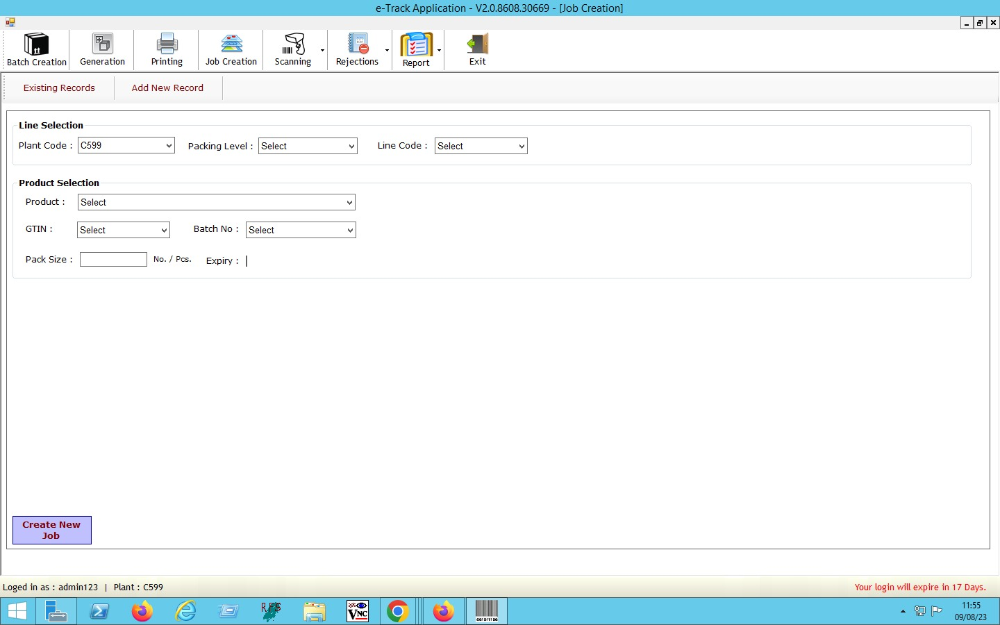 e-Track Application - V2.0.8608.30669 - [Job Creation]
Batch Creation
Generation
Printing
Job Creation
Scanning
Rejections
Report
Exit
Existing Records
Add New Record
Line Selection
Plant Code : C599
Packing Level : Select
Line Code : Select
Product Selection
Product : Select
GTIN : Select
Batch No : Select
Pack Size : No. / Pcs.
Expiry :
Create New
Job
Loged in as : admin123 | Plant : C599
Your login will expire in 17 Days.
RFS
VNC
11:55
09/08/23